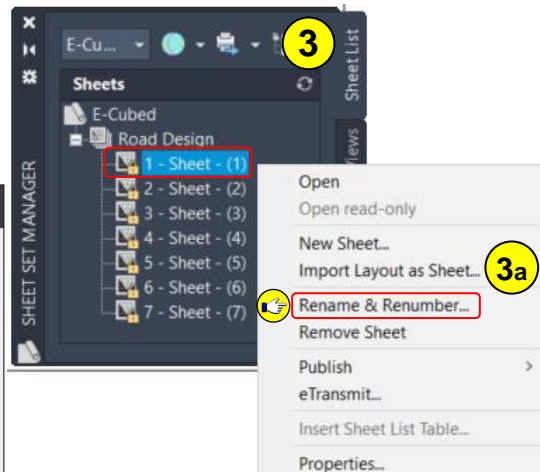 E-Cu...
3
Sheets
E-Cubed
Road Design
1 - Sheet - (1)
2 - Sheet - (2)
3 - Sheet - (3)
4 - Sheet - (4)
5 - Sheet - (5)
6 - Sheet - (6)
7 - Sheet - (7)
SHEET SET MANAGER
Sheet List
Views
Open
Open read-only
New Sheet...
Import Layout as Sheet...
3a
Rename & Renumber...
Remove Sheet
Publish
eTransmit...
Insert Sheet List Table...
Properties...